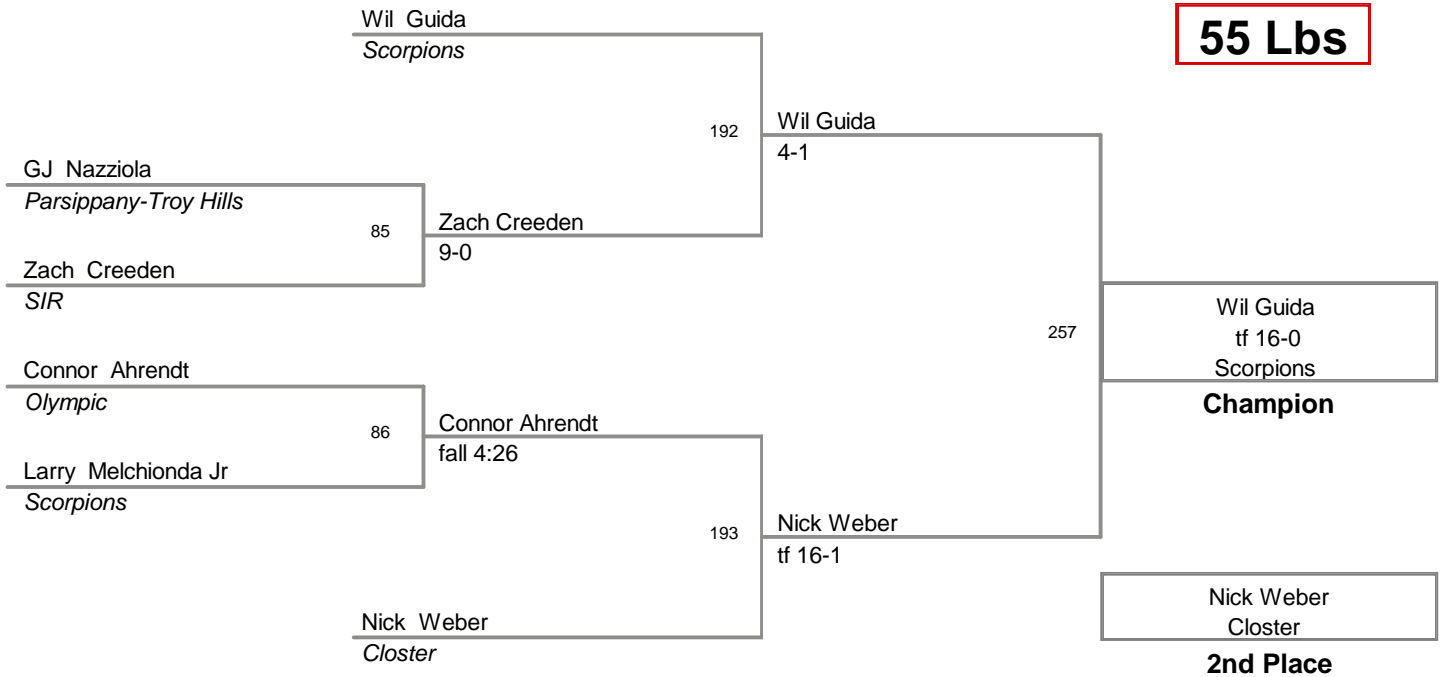 Wil Guida
Scorpions
55 Lbs
192
Wil Guida
4-1
GJ Nazziola
Parsippany-Troy Hills
85
Zach Creeden
9-0
Zach Creeden
SIR
257
Wil Guida
tf 16-0
Scorpions
Champion
Connor Ahrendt
Olympic
86
Connor Ahrendt
fall 4:26
Larry Melchionda Jr
Scorpions
193
Nick Weber
tf 16-1
Nick Weber
Closter
Nick Weber
Closter
2nd Place